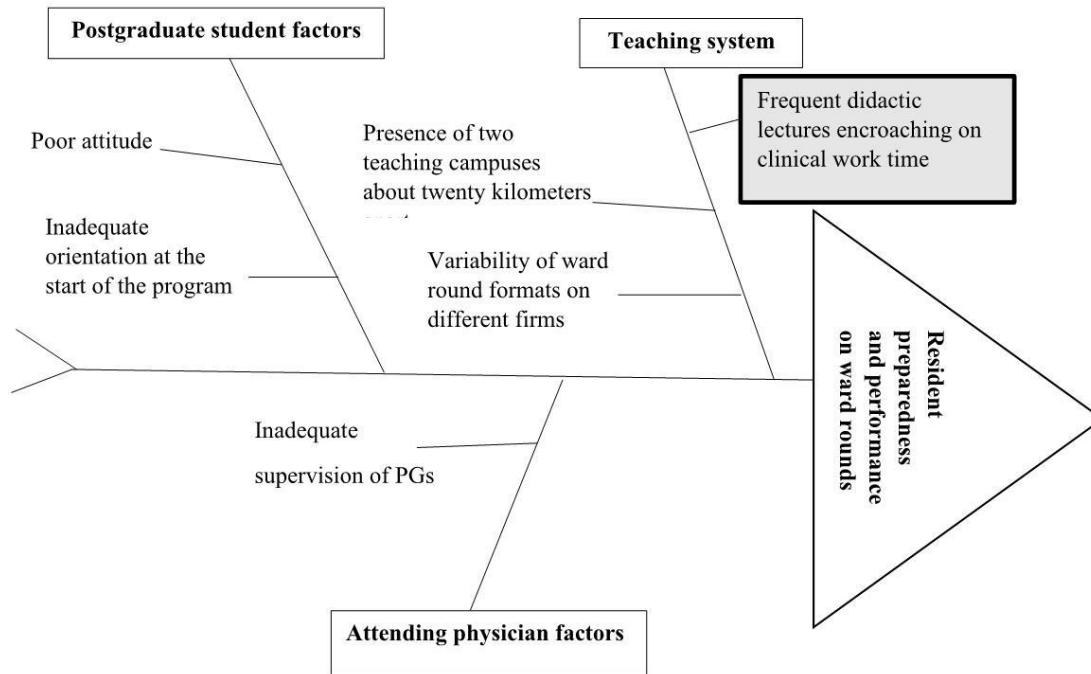 Postgraduate student factors
Teaching system
Frequent didactic
lectures encroaching on
clinical work time
Poor attitude
Presence of two
teaching campuses
about twenty kilometers
Inadequate
orientation at the
start of the program
Variability of ward
round formats on
different firms
Resident
preparedness
and performance
on ward rounds
Inadequate
supervision of PGs
Attending physician factors